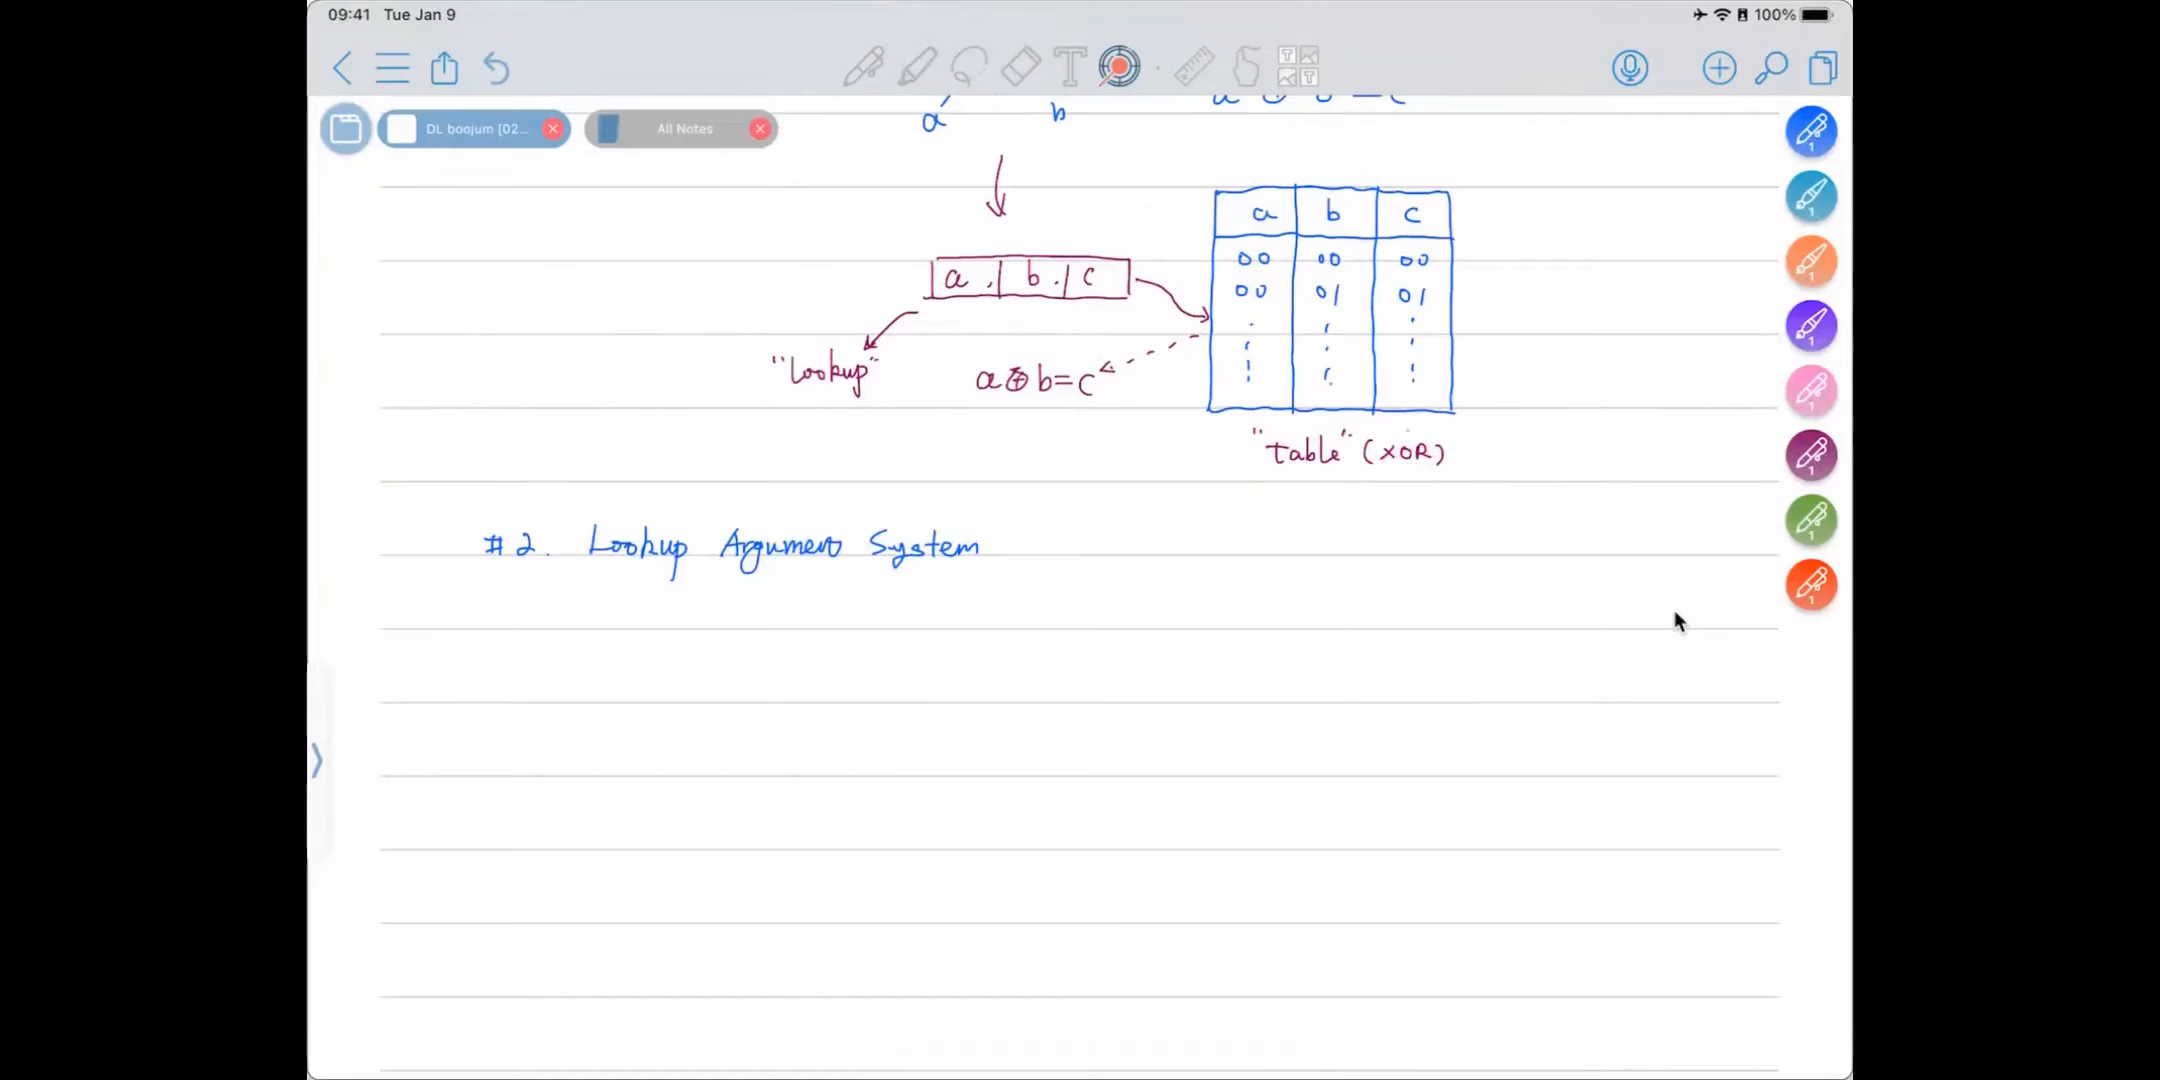 09:41 Tue Jan 9 100%
DL boojum [02... All Notes
a b
a ⊕ b = c
a b c
00 00 00
00 01 01
a b c
"lookup"
a ⊕ b = c
"table" (XOR)
#2. Lookup Argument System